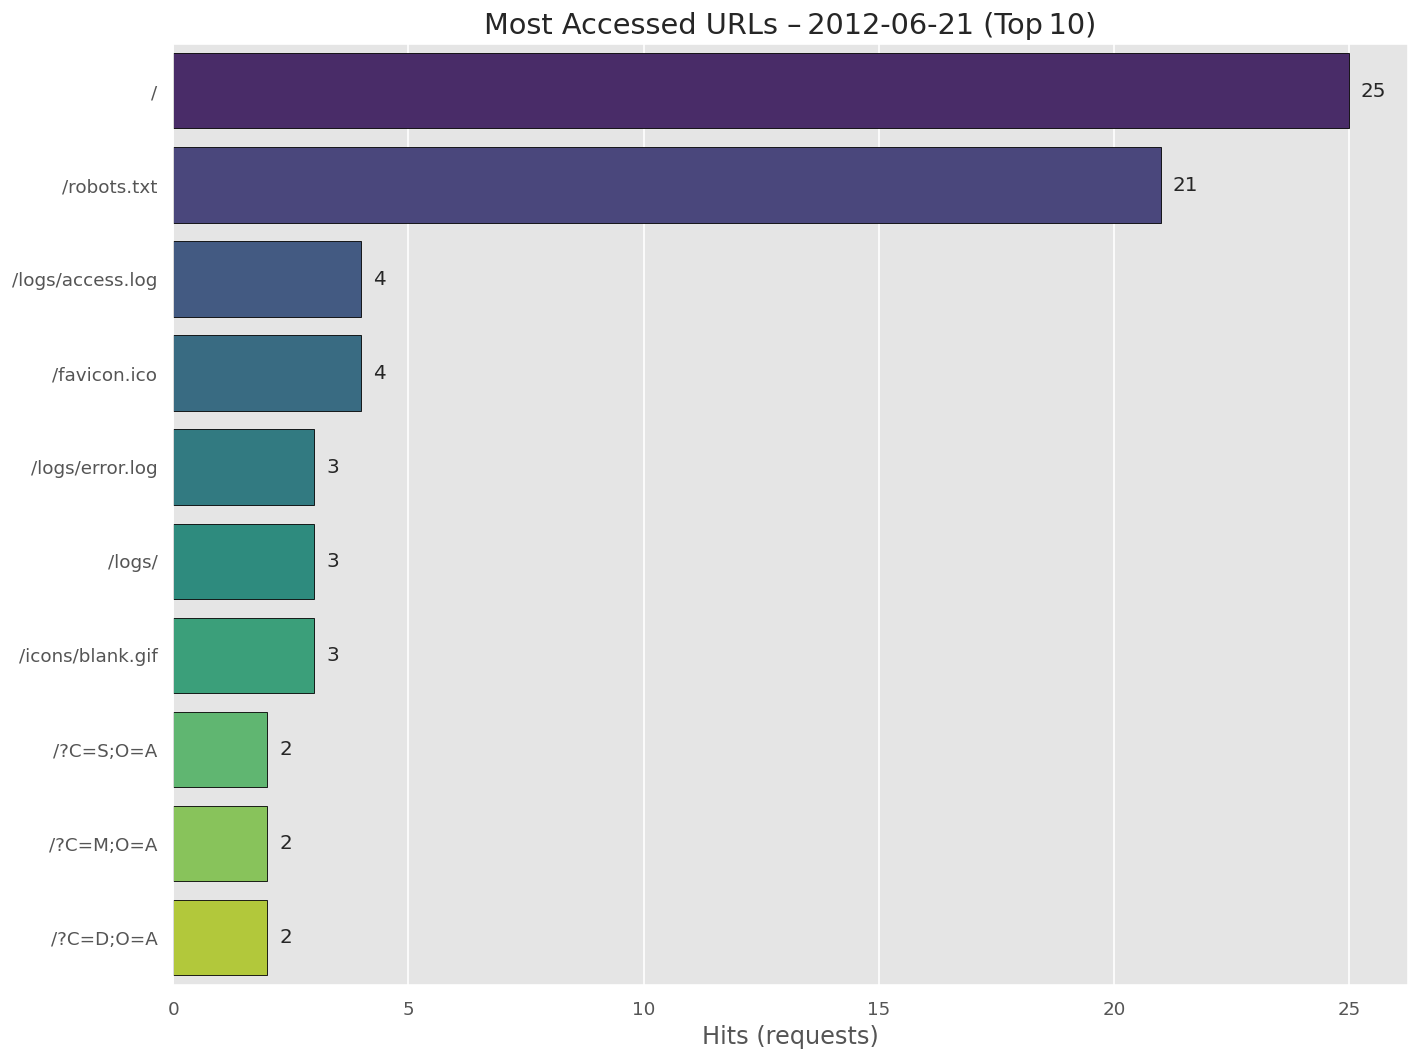 Most Accessed URLs – 2012-06-21 (Top 10)
/ 25
/robots.txt 21
/logs/access.log 4
/favicon.ico 4
/logs/error.log 3
/logs/ 3
/icons/blank.gif 3
/?C=S;O=A 2
/?C=M;O=A 2
/?C=D;O=A 2
0 5 10 15 20 25
Hits (requests)